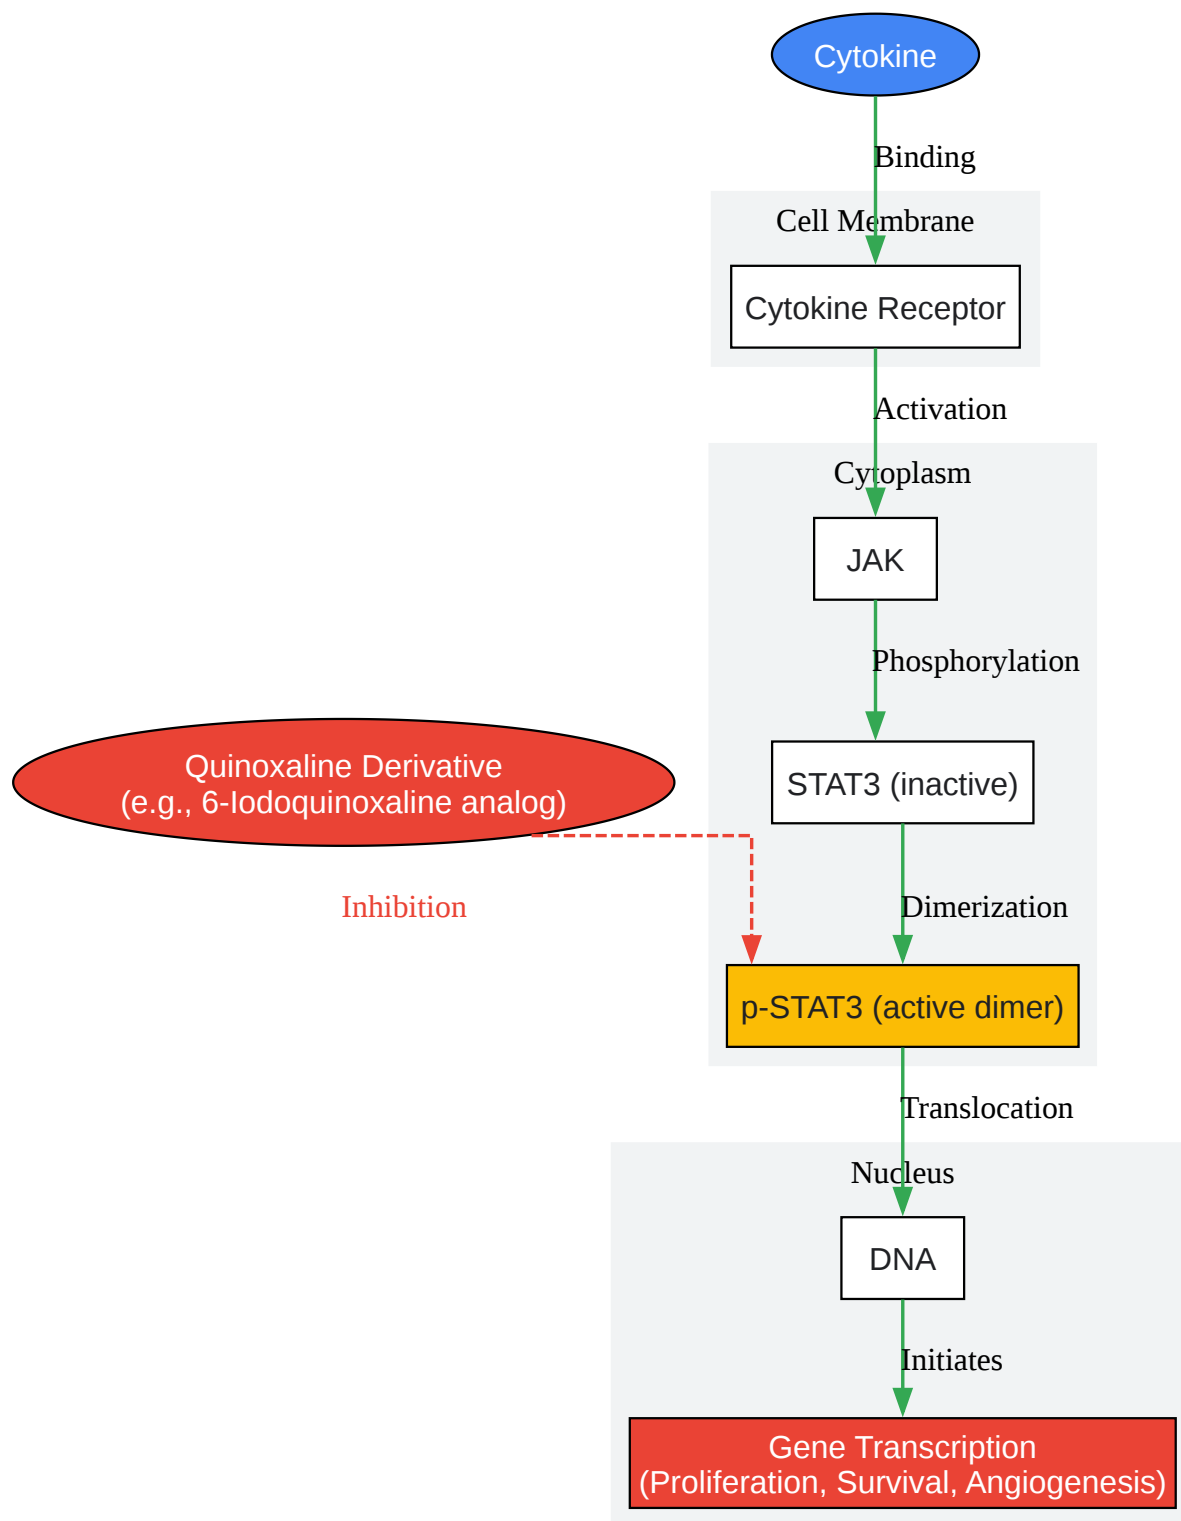 Cytokine
Binding
Cell Membrane
Cytokine Receptor
Activation
Cytoplasm
JAK
Phosphorylation
Quinoxaline Derivative
(e.g., 6-Iodoquinoxaline analog)
STAT3 (inactive)
Inhibition
Dimerization
p-STAT3 (active dimer)
Translocation
Nucleus
DNA
Initiates
Gene Transcription
(Proliferation, Survival, Angiogenesis)